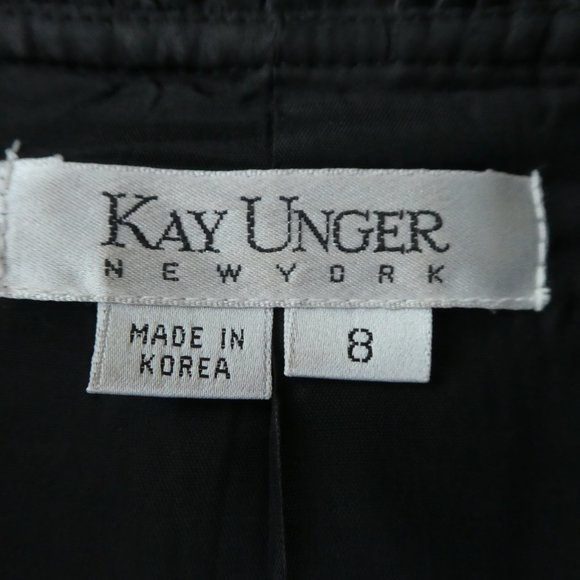 KAY UNGER
NEW YORK
MADE IN
KOREA
8